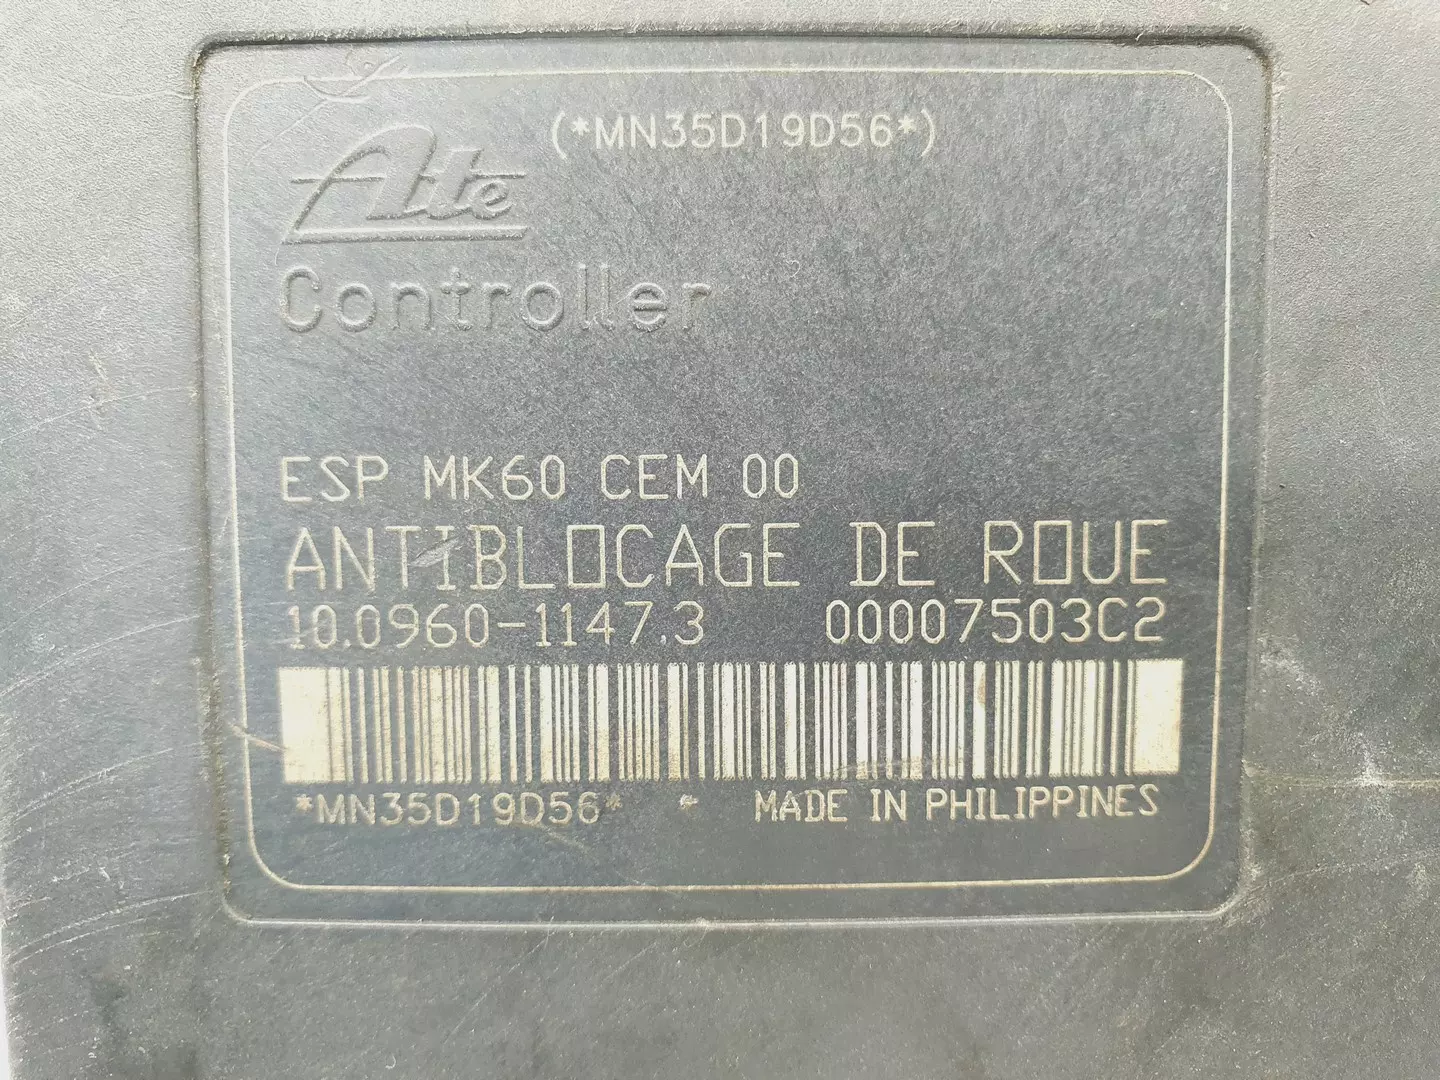 (*MN35D19D56*)
Ate
Controller
ESP MK60 CEM 00
ANTIBLOCAGE DE ROUE
10.0960-1147.3 00007503C2
*MN35D19D56* * MADE IN PHILIPPINES